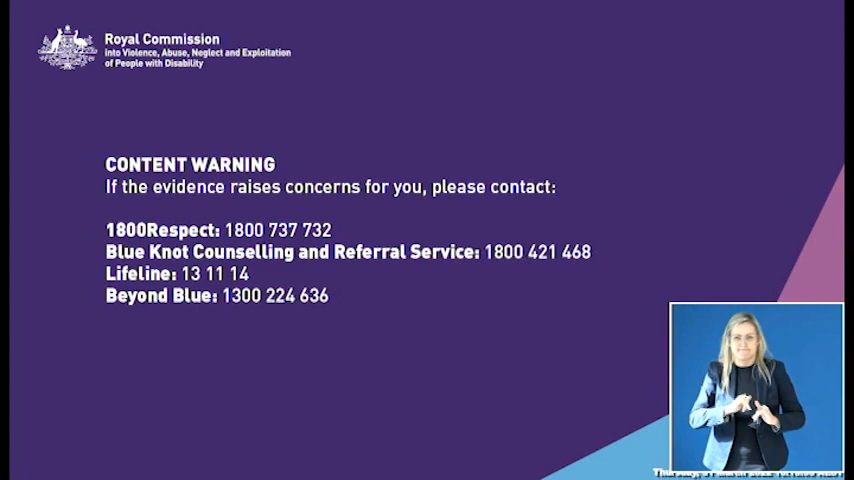 Royal Commission
into Violence, Abuse, Neglect and Exploitation
of People with Disability
CONTENT WARNING
If the evidence raises concerns for you, please contact:
1800Respect: 1800 737 732
Blue Knot Counselling and Referral Service: 1800 421 468
Lifeline: 13 11 14
Beyond Blue: 1300 224 636
Thursday,